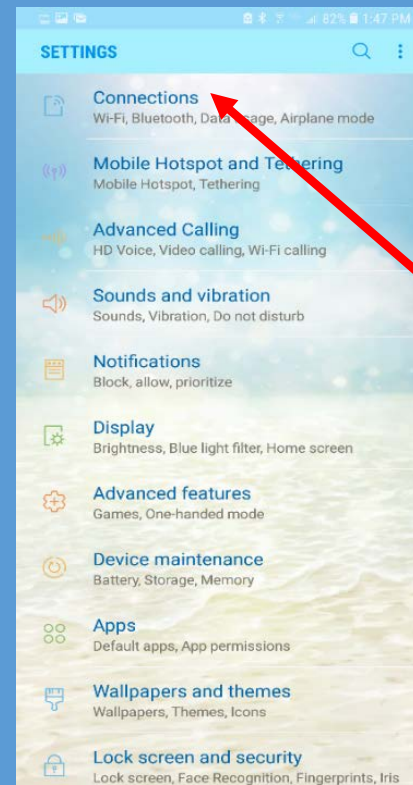 82% 1:47 PM
SETTINGS
Connections
Wi-Fi, Bluetooth, Data usage, Airplane mode
Mobile Hotspot and Tethering
Mobile Hotspot, Tethering
Advanced Calling
HD Voice, Video calling, Wi-Fi calling
Sounds and vibration
Sounds, Vibration, Do not disturb
Notifications
Block, allow, prioritize
Display
Brightness, Blue light filter, Home screen
Advanced features
Games, One-handed mode
Device maintenance
Battery, Storage, Memory
Apps
Default apps, App permissions
Wallpapers and themes
Wallpapers, Themes, Icons
Lock screen and security
Lock screen, Face Recognition, Fingerprints, Iris